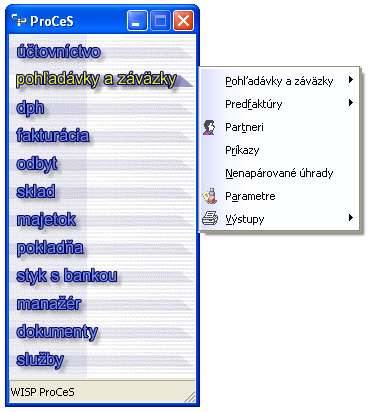 ProCeS
účtovníctvo
pohľadávky a záväzky
dph
fakturácia
odbyt
sklad
majetok
pokladňa
styk s bankou
manažér
dokumenty
služby
WISP ProCeS
Pohľadávky a záväzky
Predfaktúry
Partneri
Príkazy
Nenapárované úhrady
Parametre
Výstupy